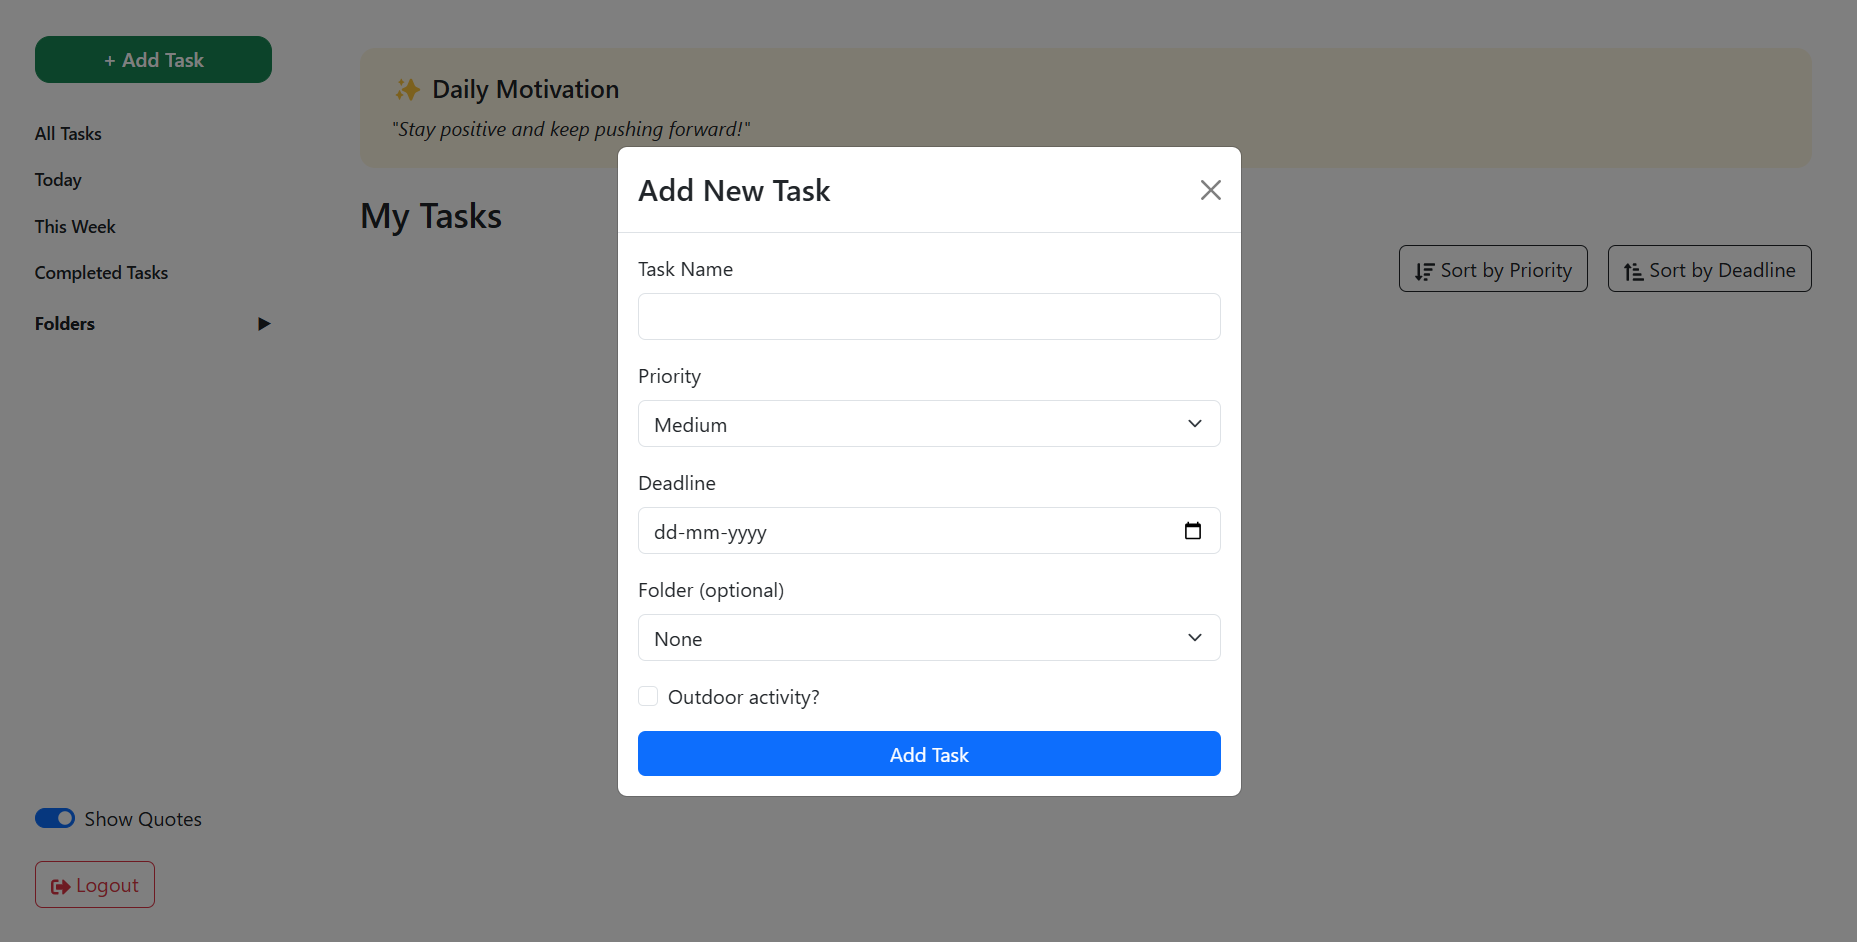 + Add Task
All Tasks
Today
This Week
Completed Tasks
Folders
Show Quotes
Logout
✨ Daily Motivation
"Stay positive and keep pushing forward!"
My Tasks
Sort by Priority
Sort by Deadline
Add New Task
Task Name
Priority
Medium
Deadline
dd-mm-yyyy
Folder (optional)
None
Outdoor activity?
Add Task